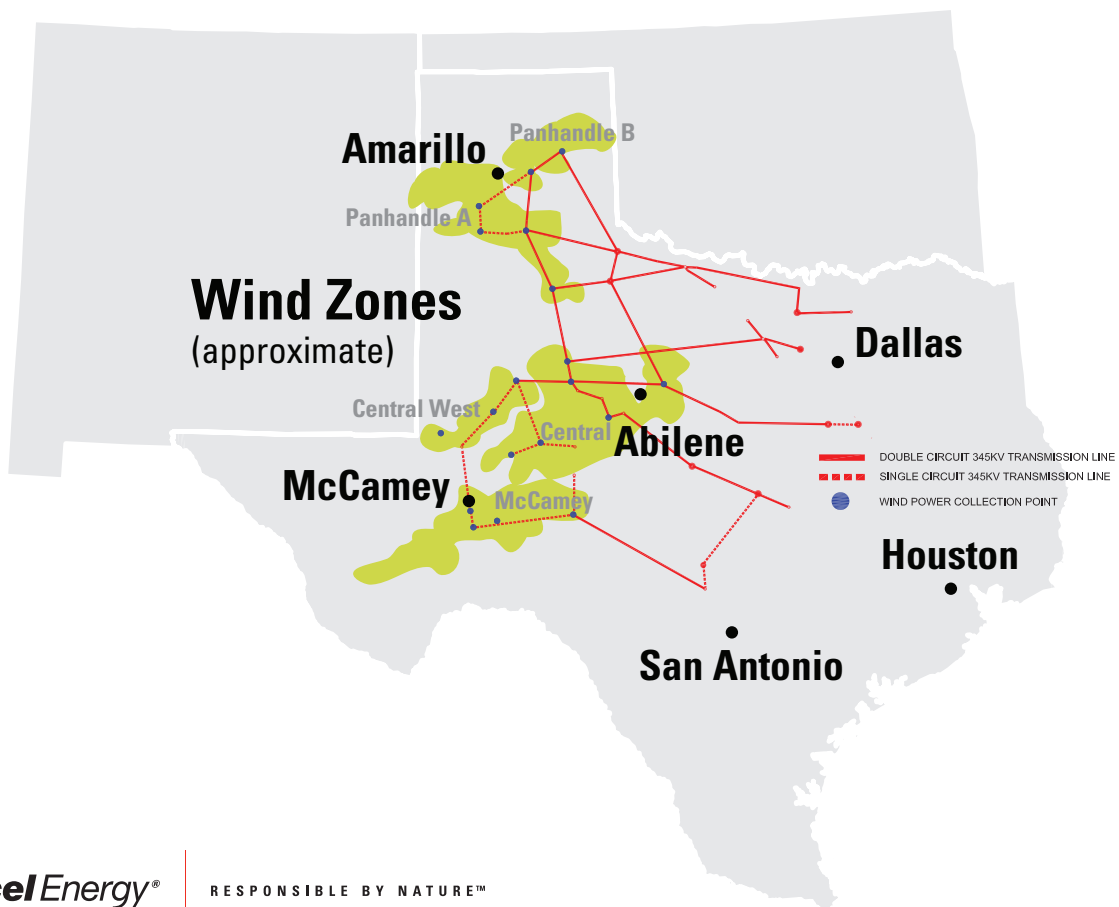 Panhandle B
Amarillo
Panhandle A
Wind Zones
(approximate)
Dallas
Central West
Central
Abilene
DOUBLE CIRCUIT 345KV TRANSMISSION LINE
SINGLE CIRCUIT 345KV TRANSMISSION LINE
McCamey
McCamey
WIND POWER COLLECTION POINT
Houston
San Antonio
el Energy® RESPONSIBLE BY NATURE™